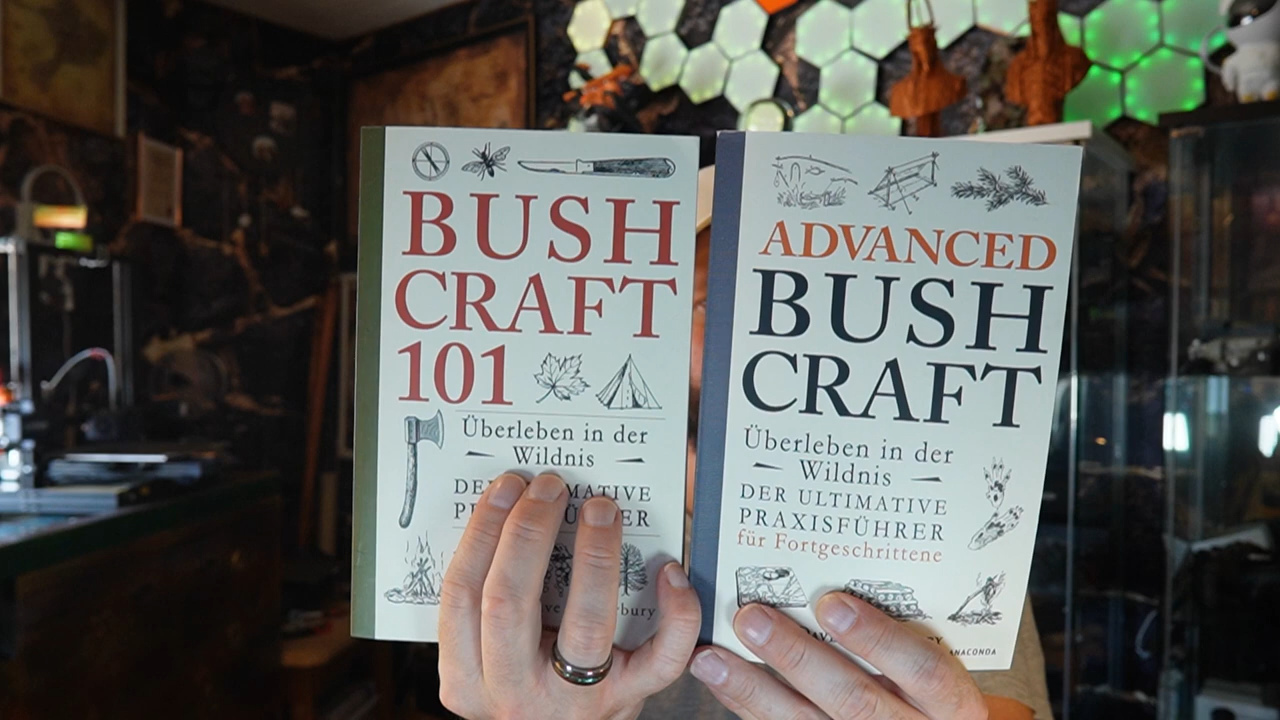 BUSH
CRAFT
101
Überleben in der
Wildnis
ADVANCED
BUSH
CRAFT
Überleben in der
Wildnis
DER ULTIMATIVE
PRAXISFÜHRER
für Fortgeschrittene
ANACONDA